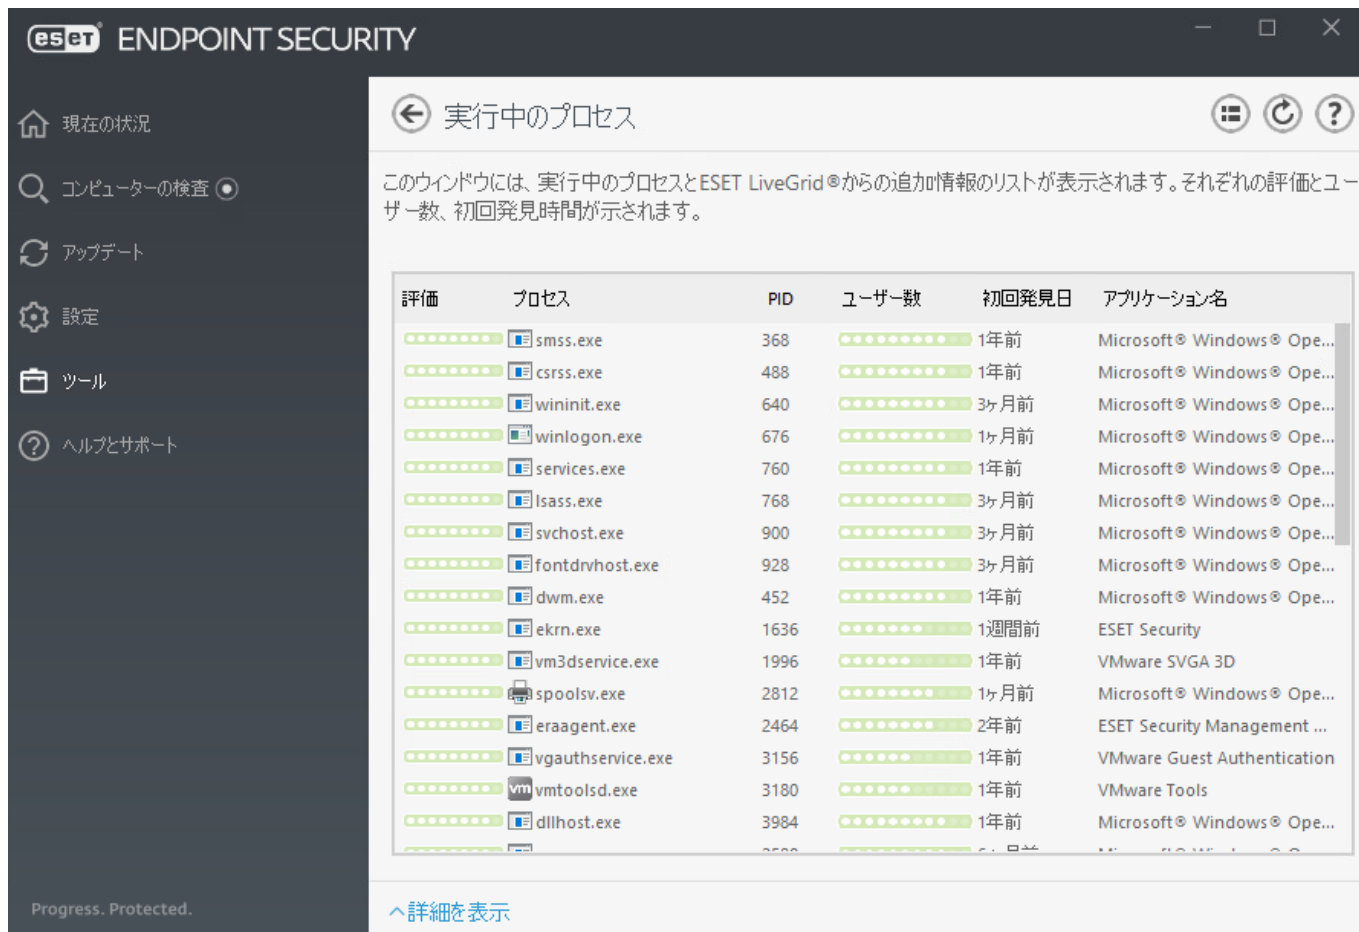 eset ENDPOINT SECURITY
現在の状況
コンピューターの検査
アップデート
設定
ツール
ヘルプとサポート
Progress. Protected.
実行中のプロセス
このウィンドウには、実行中のプロセスとESET LiveGrid®からの追加情報のリストが表示されます。それぞれの評価とユー
ザー数、初回発見時間が示されます。
評価 プロセス PID ユーザー数 初回発見日 アプリケーション名
smss.exe 368 1年前 Microsoft® Windows® Ope...
csrss.exe 488 1年前 Microsoft® Windows® Ope...
wininit.exe 640 3ヶ月前 Microsoft® Windows® Ope...
winlogon.exe 676 1ヶ月前 Microsoft® Windows® Ope...
services.exe 760 1年前 Microsoft® Windows® Ope...
lsass.exe 768 3ヶ月前 Microsoft® Windows® Ope...
svchost.exe 900 3ヶ月前 Microsoft® Windows® Ope...
fontdrvhost.exe 928 3ヶ月前 Microsoft® Windows® Ope...
dwm.exe 452 1年前 Microsoft® Windows® Ope...
ekrn.exe 1636 1週間前 ESET Security
vm3dservice.exe 1996 1年前 VMware SVGA 3D
spoolsv.exe 2812 1ヶ月前 Microsoft® Windows® Ope...
eraagent.exe 2464 2年前 ESET Security Management ...
vgauthservice.exe 3156 1年前 VMware Guest Authentication
vmtoolsd.exe 3180 1年前 VMware Tools
dllhost.exe 3984 1年前 Microsoft® Windows® Ope...
詳細を表示